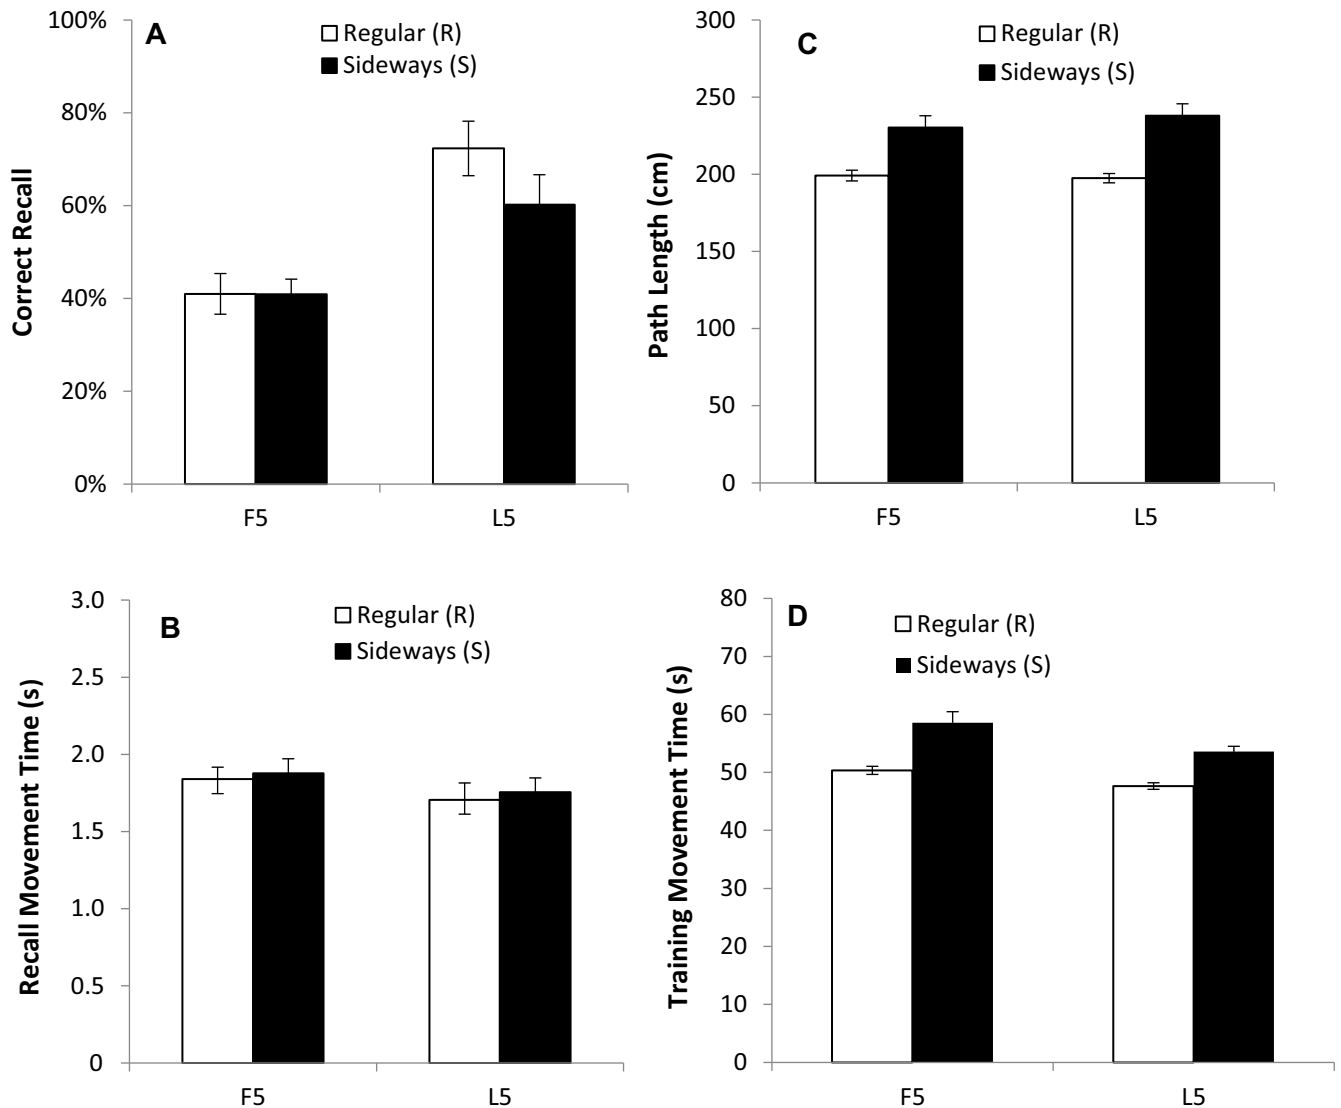 A
Regular (R)
Sideways (S)
Correct Recall
100%
80%
60%
40%
20%
0%
F5 L5
C
Regular (R)
Sideways (S)
Path Length (cm)
300
250
200
150
100
50
0
F5 L5
B
Regular (R)
Sideways (S)
Recall Movement Time (s)
3.0
2.5
2.0
1.5
1.0
0.5
0
F5 L5
D
Regular (R)
Sideways (S)
Training Movement Time (s)
80
70
60
50
40
30
20
10
0
F5 L5